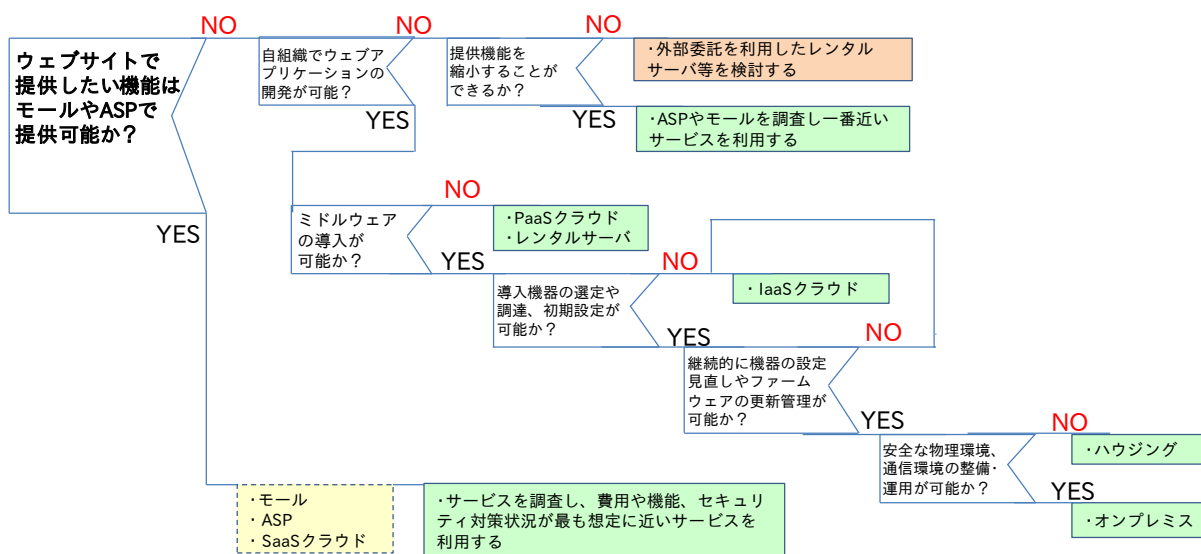 ウェブサイトで
提供したい機能は
モールやASPで
提供可能か？
NO
自組織でウェブア
プリケーションの
開発が可能？
NO
提供機能を
縮小することが
できるか？
NO
・外部委託を利用したレンタル
サーバ等を検討する
YES
YES
・ASPやモールを調査し一番近い
サービスを利用する
YES
ミドルウェア
の導入が
可能か？
NO
・PaaSクラウド
・レンタルサーバ
YES
導入機器の選定や
調達、初期設定が
可能か？
NO
・IaaSクラウド
YES
継続的に機器の設定
見直しやファーム
ウェアの更新管理が
可能か？
NO
YES
安全な物理環境、
通信環境の整備・
運用が可能か？
NO
・ハウジング
YES
・オンプレミス
・モール
・ASP
・SaaSクラウド
・サービスを調査し、費用や機能、セキュリ
ティ対策状況が最も想定に近いサービスを
利用する